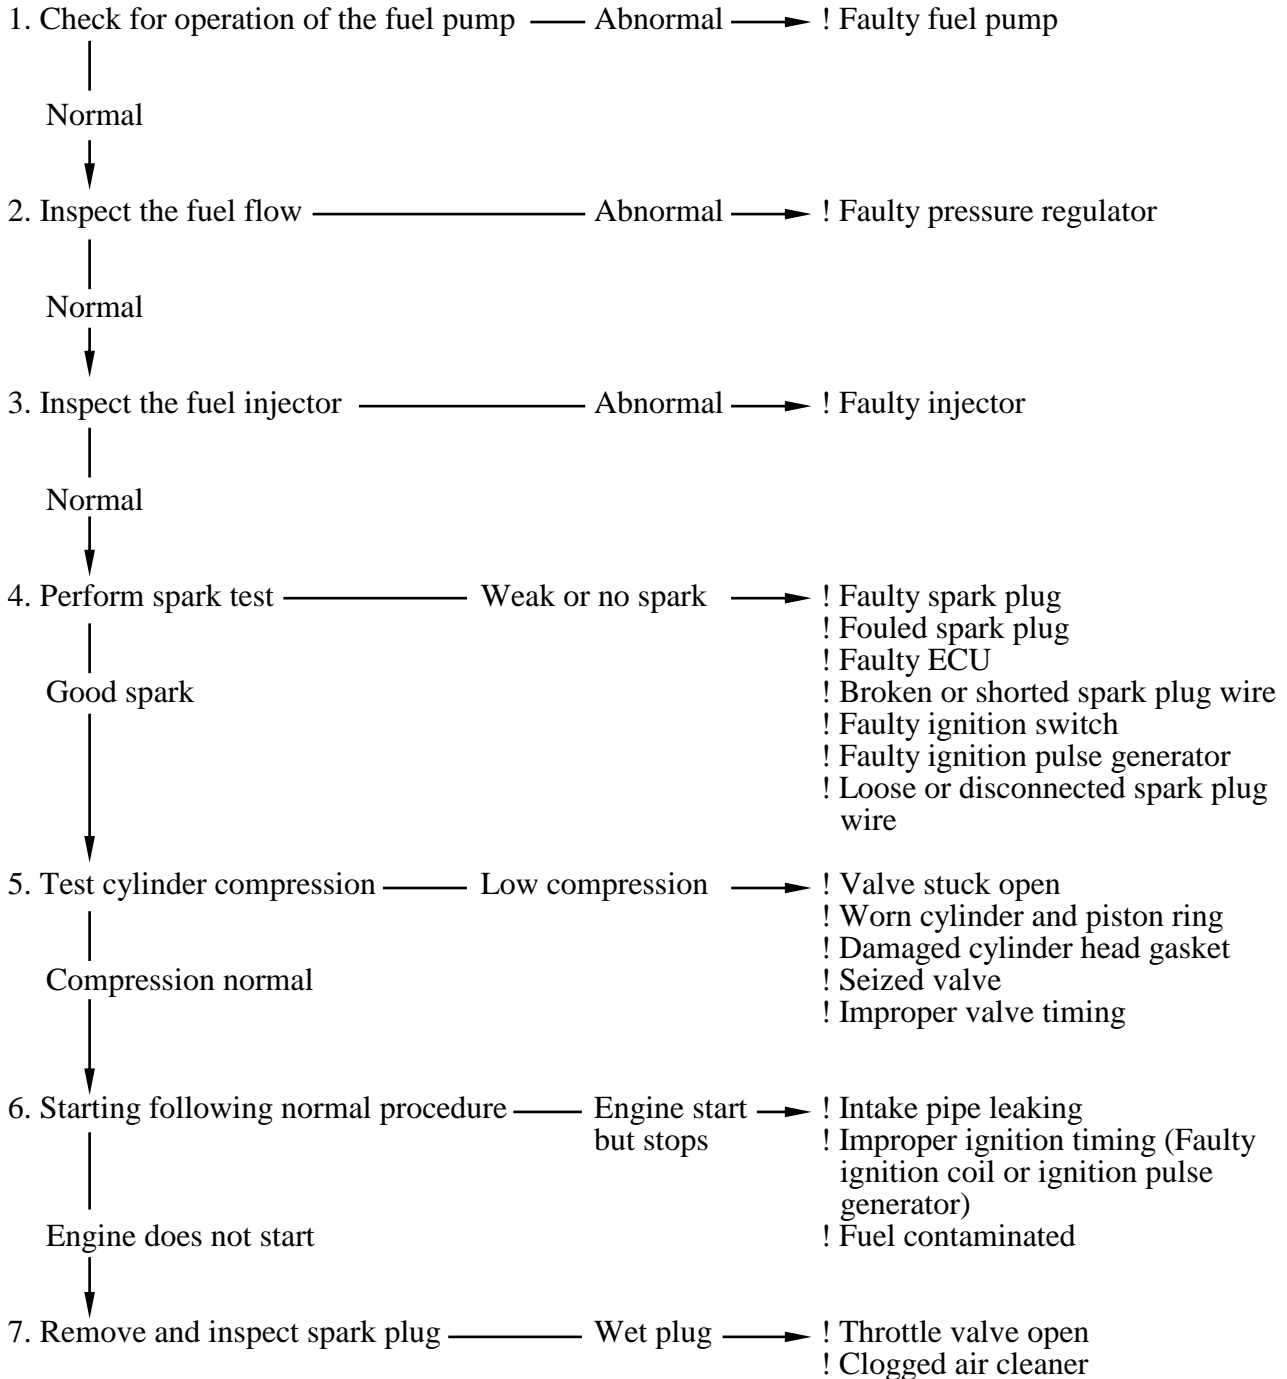 1. Check for operation of the fuel pump Abnormal ! Faulty fuel pump
Normal
2. Inspect the fuel flow Abnormal ! Faulty pressure regulator
Normal
3. Inspect the fuel injector Abnormal ! Faulty injector
Normal
4. Perform spark test Weak or no spark ! Faulty spark plug
! Fouled spark plug
! Faulty ECU
Good spark ! Broken or shorted spark plug wire
! Faulty ignition switch
! Faulty ignition pulse generator
! Loose or disconnected spark plug
wire
5. Test cylinder compression Low compression ! Valve stuck open
! Worn cylinder and piston ring
! Damaged cylinder head gasket
Compression normal ! Seized valve
! Improper valve timing
6. Starting following normal procedure Engine start ! Intake pipe leaking
but stops ! Improper ignition timing (Faulty
ignition coil or ignition pulse
generator)
Engine does not start ! Fuel contaminated
7. Remove and inspect spark plug Wet plug ! Throttle valve open
! Clogged air cleaner